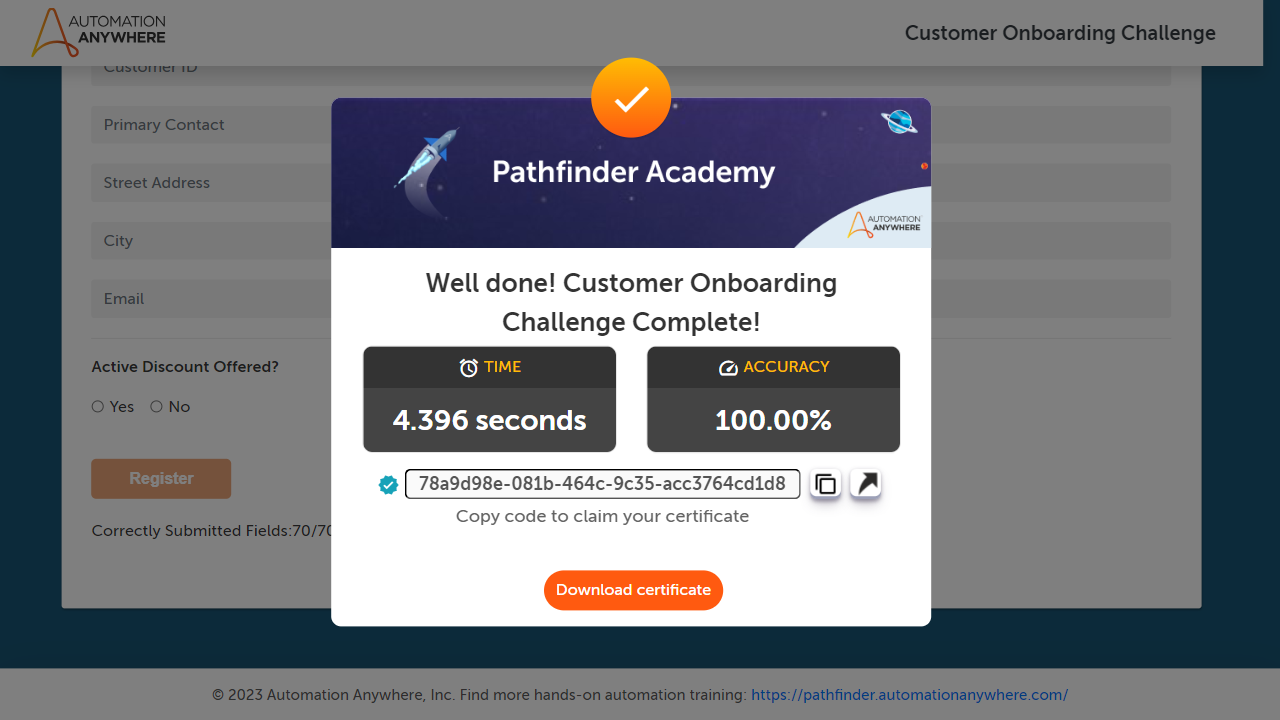 AUTOMATION
ANYWHERE
Customer Onboarding Challenge
Customer ID
Primary Contact
Street Address
City
Email
Active Discount Offered?
Yes No
Register
Correctly Submitted Fields:70/70
Pathfinder Academy
AUTOMATION
ANYWHERE
Well done! Customer Onboarding
Challenge Complete!
TIME
4.396 seconds
ACCURACY
100.00%
78a9d98e-081b-464c-9c35-acc3764cd1d8
Copy code to claim your certificate
Download certificate
© 2023 Automation Anywhere, Inc. Find more hands-on automation training: https://pathfinder.automationanywhere.com/